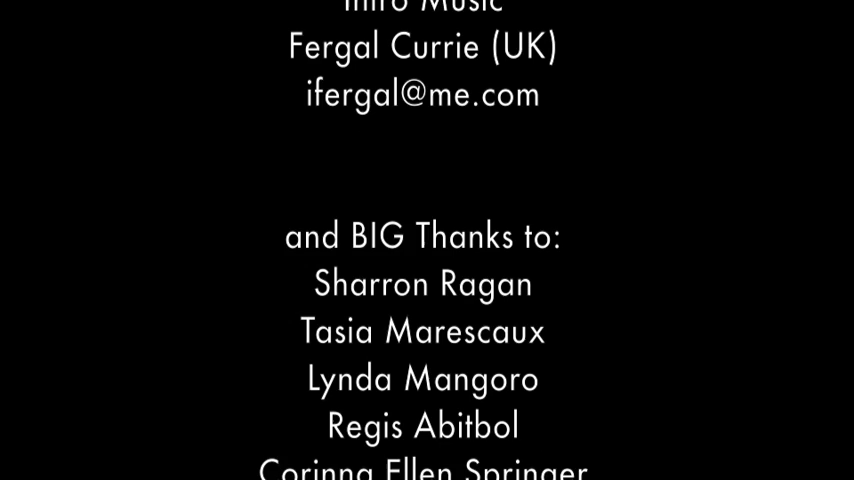 Intro Music
Fergal Currie (UK)
ifergal@me.com
and BIG Thanks to:
Sharron Ragan
Tasia Marescaux
Lynda Mangoro
Regis Abitbol
Corinna Ellen Springer